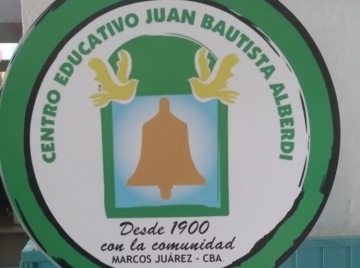 CENTRO EDUCATIVO JUAN BAUTISTA ALBERDI
Desde 1900
con la comunidad
MARCOS JUÁREZ - CBA